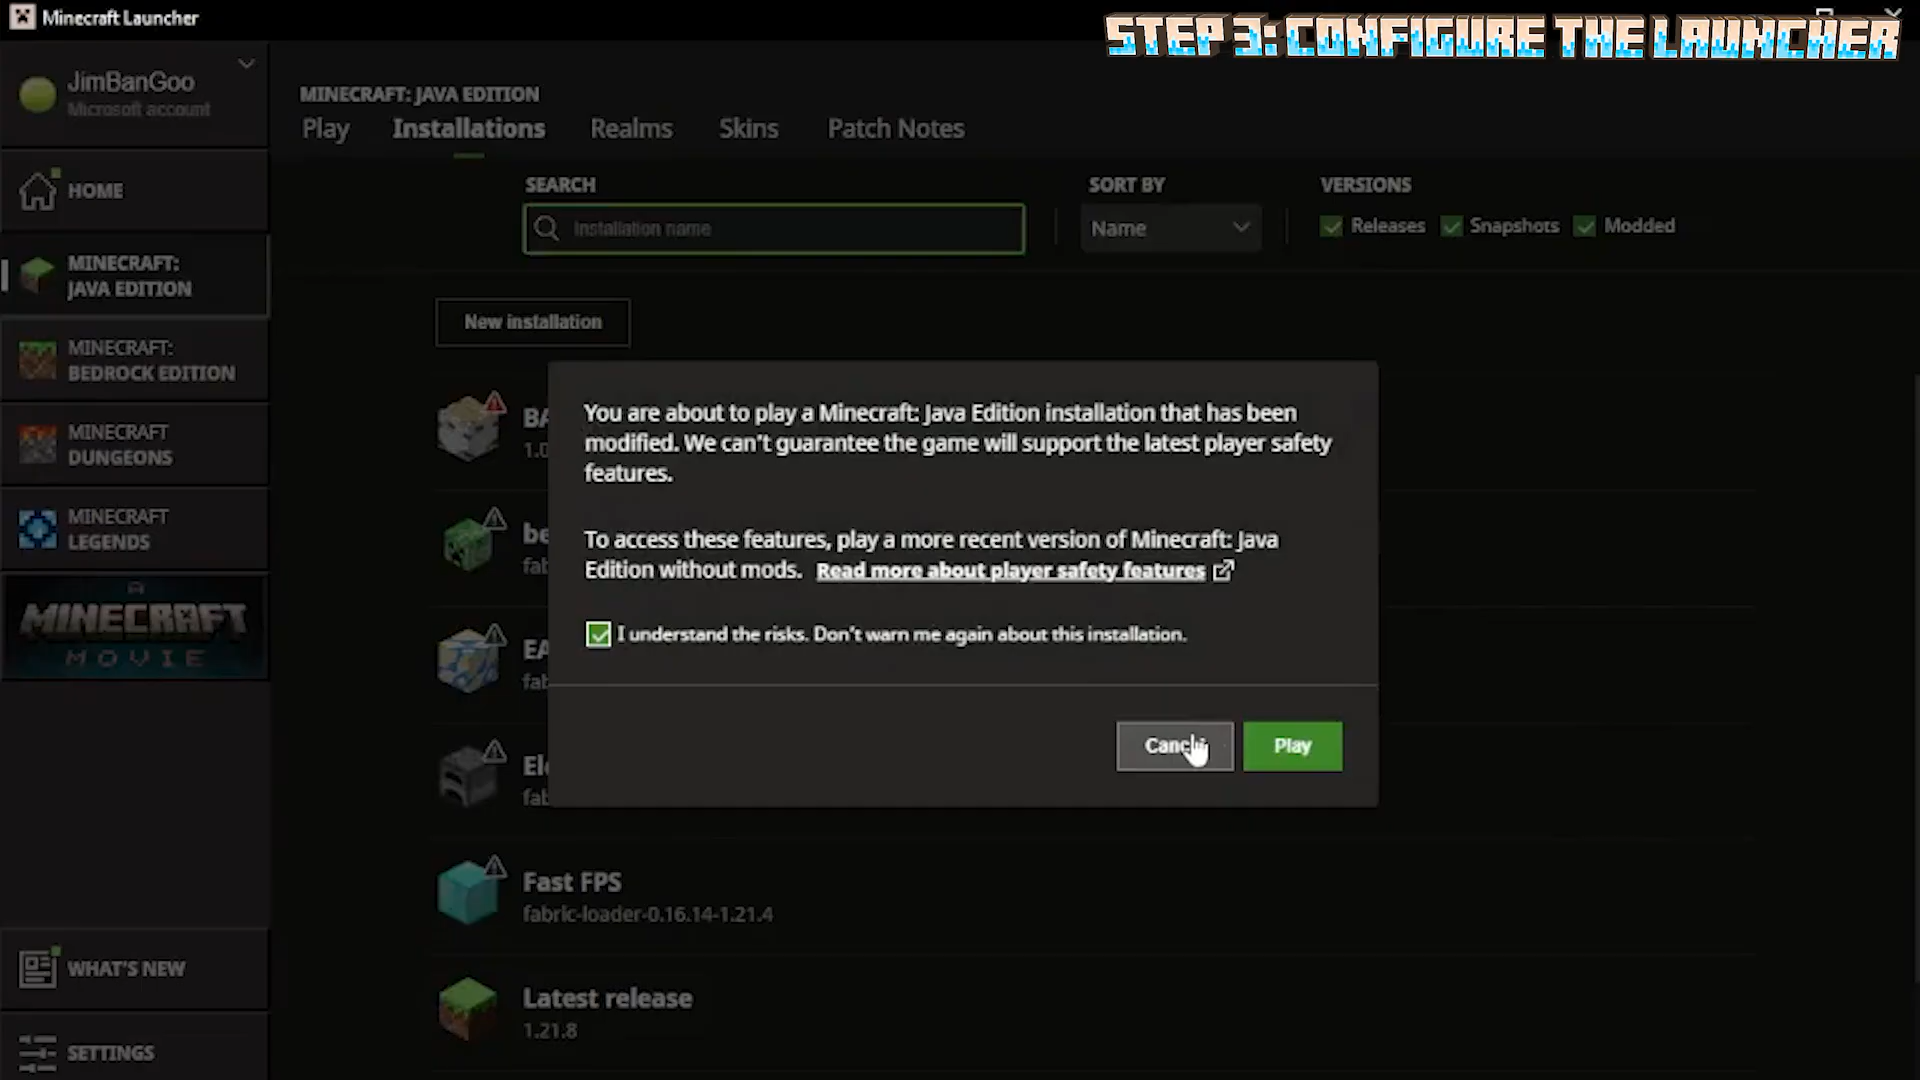 Minecraft Launcher
STEP 3: CONFIGURE THE LAUNCHER
JimBanGoo
Microsoft account
MINECRAFT: JAVA EDITION
Play Installations Realms Skins Patch Notes
SEARCH SORT BY VERSIONS
Installation name Name Releases Snapshots Modded
HOME
MINECRAFT:
JAVA EDITION
MINECRAFT:
BEDROCK EDITION
MINECRAFT
DUNGEONS
MINECRAFT
LEGENDS
A
MINECRAFT
MOVIE
WHAT'S NEW
SETTINGS
New installation
You are about to play a Minecraft: Java Edition installation that has been
modified. We can't guarantee the game will support the latest player safety
features.
To access these features, play a more recent version of Minecraft: Java
Edition without mods. Read more about player safety features
I understand the risks. Don't warn me again about this installation.
Play
Fast FPS
fabric-loader-0.16.14-1.21.4
Latest release
1.21.8